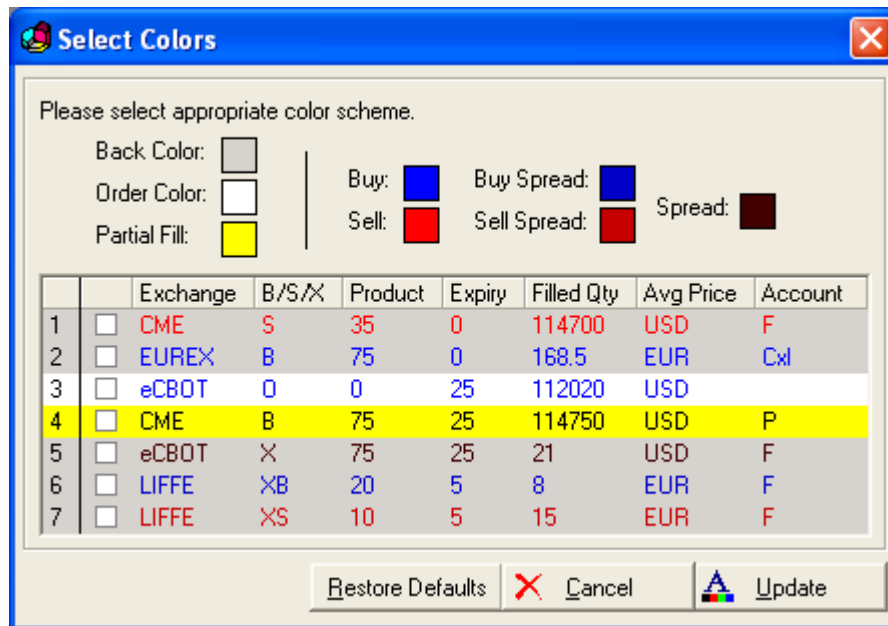 Select Colors
Please select appropriate color scheme.
Back Color:
Order Color:
Partial Fill:
Buy: Buy Spread:
Sell: Sell Spread:
Spread:
Exchange B/S/X Product Expiry Filled Qty Avg Price Account
1 CME S 35 0 114700 USD F
2 EUREX B 75 0 168.5 EUR Cxl
3 eCBOT O 0 25 112020 USD
4 CME B 75 25 114750 USD P
5 eCBOT X 75 25 21 USD F
6 LIFFE XB 20 5 8 EUR F
7 LIFFE XS 10 5 15 EUR F
Restore Defaults Cancel Update